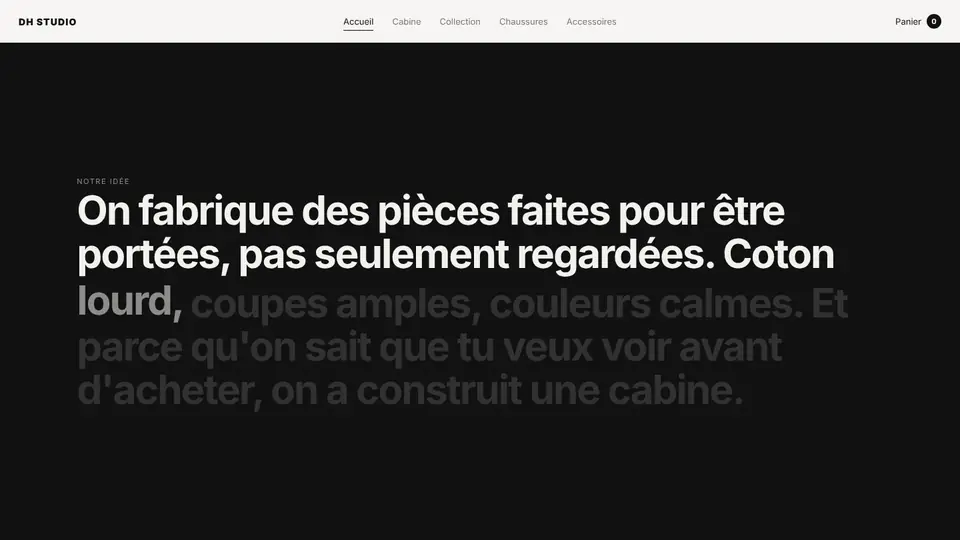 DH STUDIO
Accueil Cabine Collection Chaussures Accessoires
Panier 0
NOTRE IDÉE
On fabrique des pièces faites pour être
portées, pas seulement regardées. Coton
lourd, coupes amples, couleurs calmes. Et
parce qu'on sait que tu veux voir avant
d'acheter, on a construit une cabine.